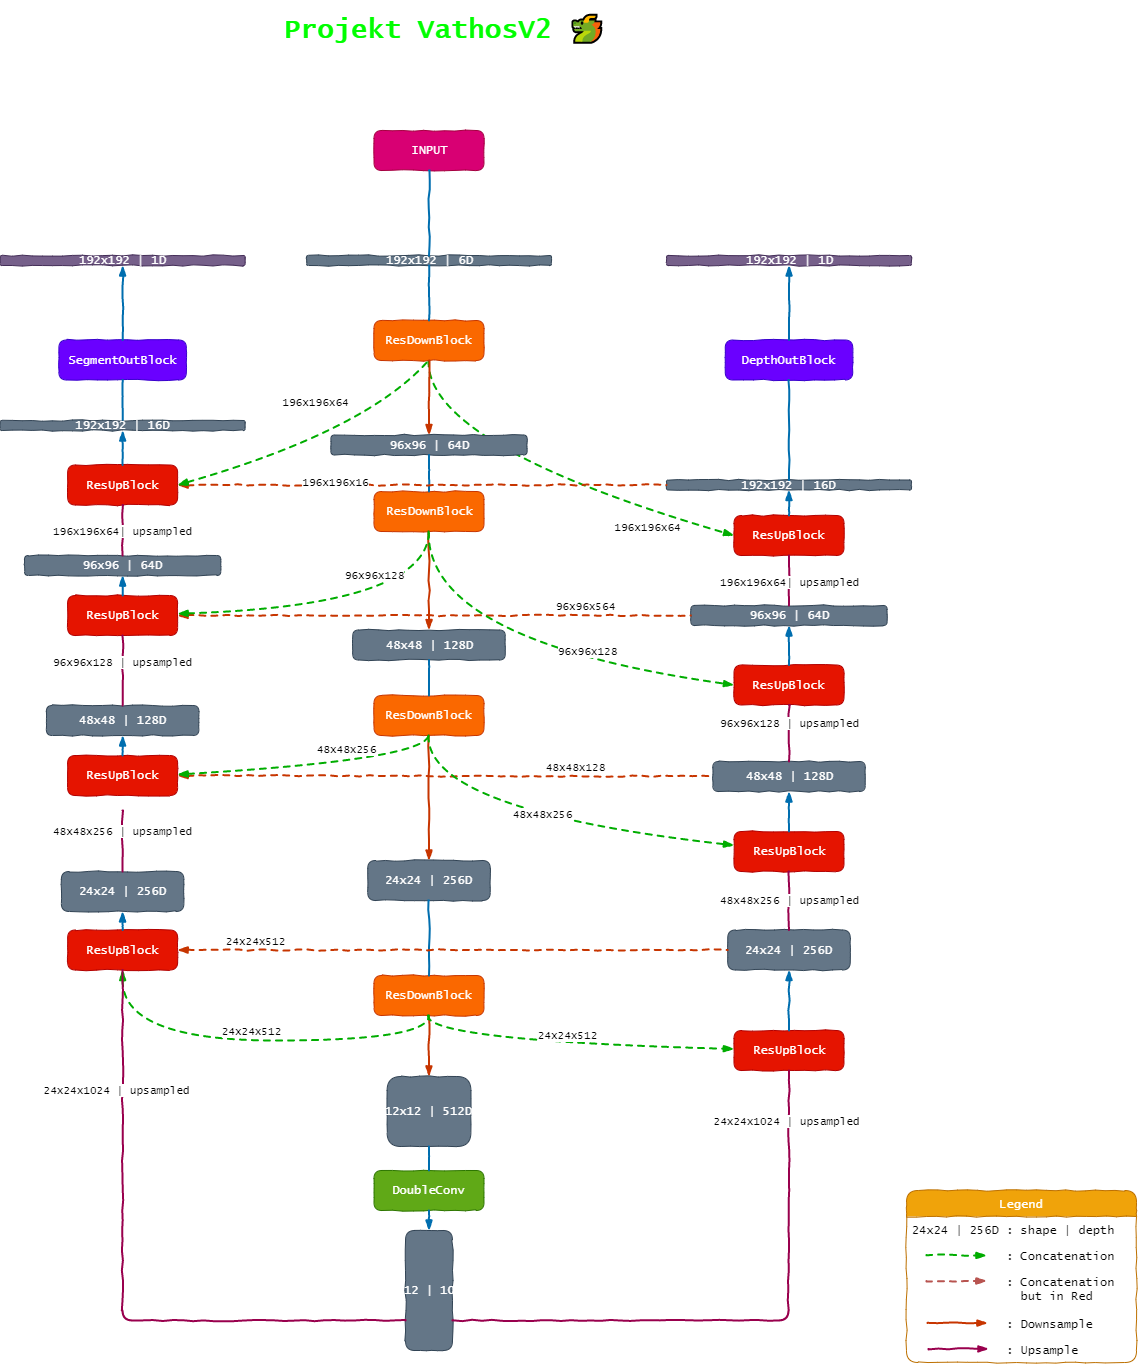 Projekt VathosV2
INPUT
192x192 | 1D
192x192 | 6D
192x192 | 1D
ResDownBlock
SegmentOutBlock
DepthOutBlock
196x196x64
192x192 | 16D
96x96 | 64D
ResUpBlock
196x196x16
192x192 | 16D
ResDownBlock
196x196x64
196x196x64| upsampled
ResUpBlock
96x96 | 64D
96x96x128
196x196x64| upsampled
ResUpBlock
96x96x564
96x96 | 64D
48x48 | 128D
96x96x128
96x96x128 | upsampled
ResUpBlock
48x48 | 128D
ResDownBlock
96x96x128 | upsampled
48x48x256
ResUpBlock
48x48x128
48x48 | 128D
48x48x256
48x48x256 | upsampled
ResUpBlock
24x24 | 256D
24x24 | 256D
48x48x256 | upsampled
24x24x512
ResUpBlock
24x24 | 256D
ResDownBlock
24x24x512
24x24x512
ResUpBlock
24x24x1024 | upsampled
12x12 | 512D
24x24x1024 | upsampled
DoubleConv
12 | 10
Legend
24x24 | 256D : shape | depth
: Concatenation
: Concatenation
but in Red
: Downsample
: Upsample